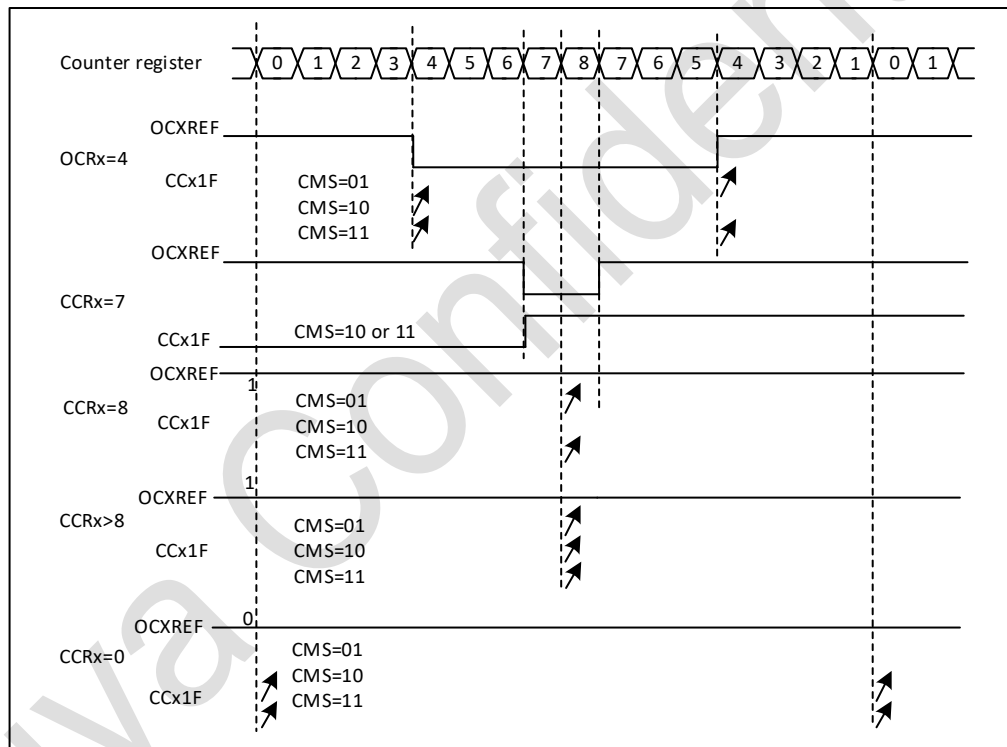 Counter register 0 1 2 3 4 5 6 7 8 7 6 5 4 3 2 1 0 1
OCXREF
OCRx=4
CCx1F
CMS=01
CMS=10
CMS=11
OCXREF
CCRx=7
CCx1F
CMS=10 or 11
OCXREF
1
CCRx=8
CCx1F
CMS=01
CMS=10
CMS=11
OCXREF
1
CCRx>8
CCx1F
CMS=01
CMS=10
CMS=11
OCXREF
0
CCRx=0
CCx1F
CMS=01
CMS=10
CMS=11